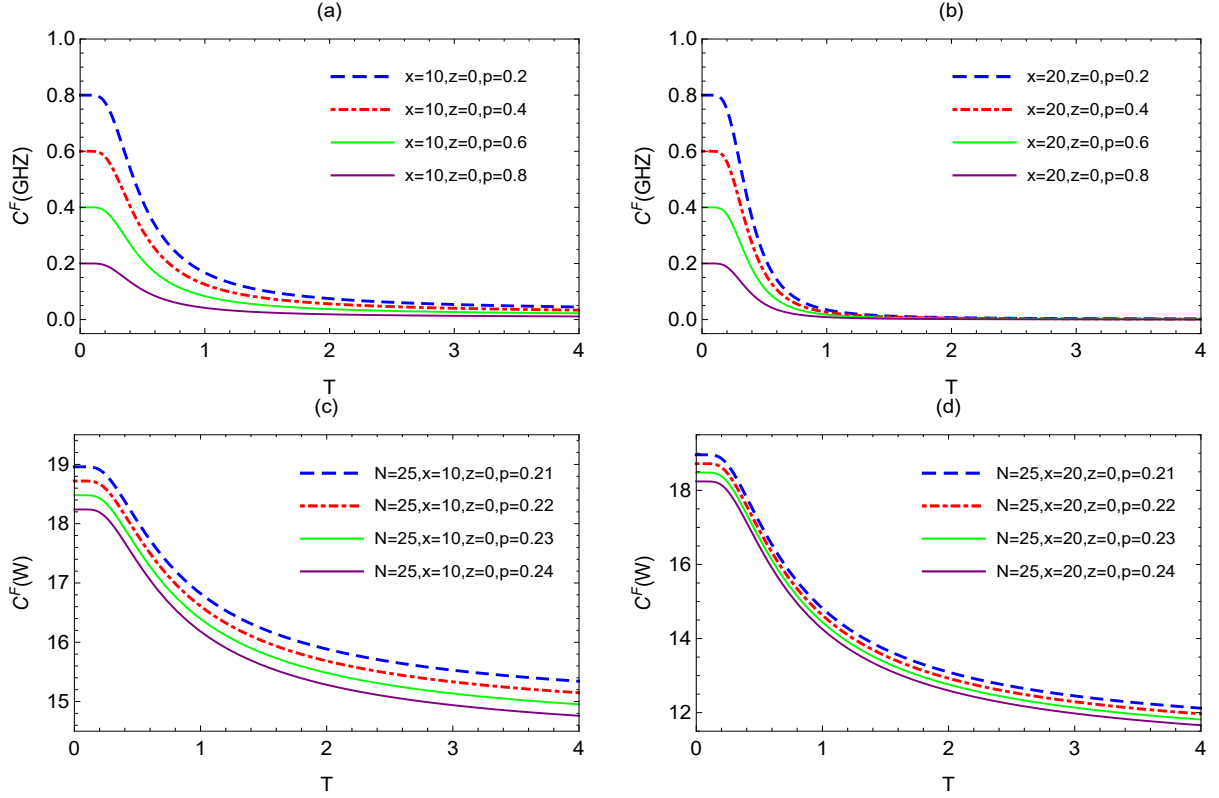 (a)
1.0
0.8
0.6
0.4
0.2
0.0
C^F(GHZ)
x=10,z=0,p=0.2
x=10,z=0,p=0.4
x=10,z=0,p=0.6
x=10,z=0,p=0.8
0 1 2 3 4
T
(b)
1.0
0.8
0.6
0.4
0.2
0.0
C^F(GHZ)
x=20,z=0,p=0.2
x=20,z=0,p=0.4
x=20,z=0,p=0.6
x=20,z=0,p=0.8
0 1 2 3 4
T
(c)
19
18
17
16
15
C^F(W)
N=25,x=10,z=0,p=0.21
N=25,x=10,z=0,p=0.22
N=25,x=10,z=0,p=0.23
N=25,x=10,z=0,p=0.24
0 1 2 3 4
T
(d)
18
16
14
12
C^F(W)
N=25,x=20,z=0,p=0.21
N=25,x=20,z=0,p=0.22
N=25,x=20,z=0,p=0.23
N=25,x=20,z=0,p=0.24
0 1 2 3 4
T